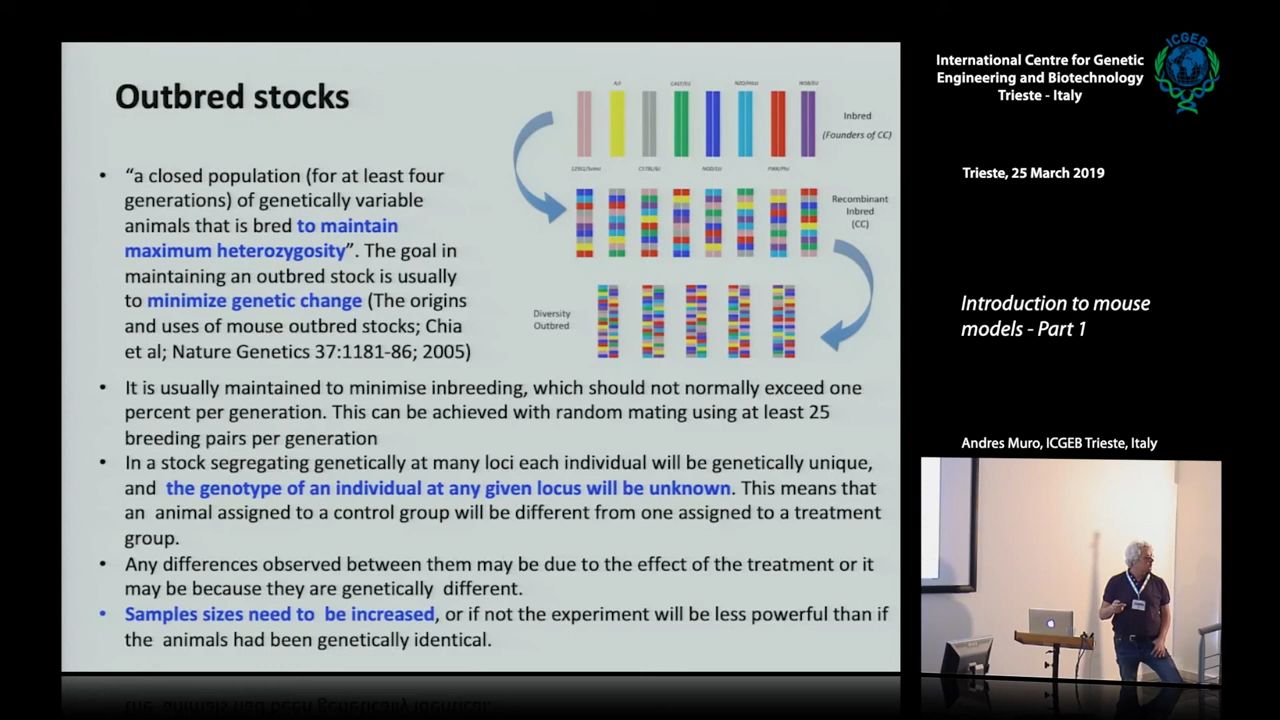 Outbred stocks
• “a closed population (for at least four
generations) of genetically variable
animals that is bred to maintain
maximum heterozygosity”. The goal in
maintaining an outbred stock is usually
to minimize genetic change (The origins
and uses of mouse outbred stocks; Chia
et al; Nature Genetics 37:1181-86; 2005)
A/J
CAST/EiJ
Inbred
(Founders of CC)
C57BL/6J
NOD/LtJ
PWK/PhJ
Recombinant
Inbred
(CC)
Diversity
Outbred
• It is usually maintained to minimise inbreeding, which should not normally exceed one
percent per generation. This can be achieved with random mating using at least 25
breeding pairs per generation
• In a stock segregating genetically at many loci each individual will be genetically unique,
and the genotype of an individual at any given locus will be unknown. This means that
an animal assigned to a control group will be different from one assigned to a treatment
group.
• Any differences observed between them may be due to the effect of the treatment or it
may be because they are genetically different.
• Samples sizes need to be increased, or if not the experiment will be less powerful than if
the animals had been genetically identical.
ICGEB
International Centre for Genetic
Engineering and Biotechnology
Trieste - Italy
Trieste, 25 March 2019
Introduction to mouse
models - Part 1
Andres Muro, ICGEB Trieste, Italy